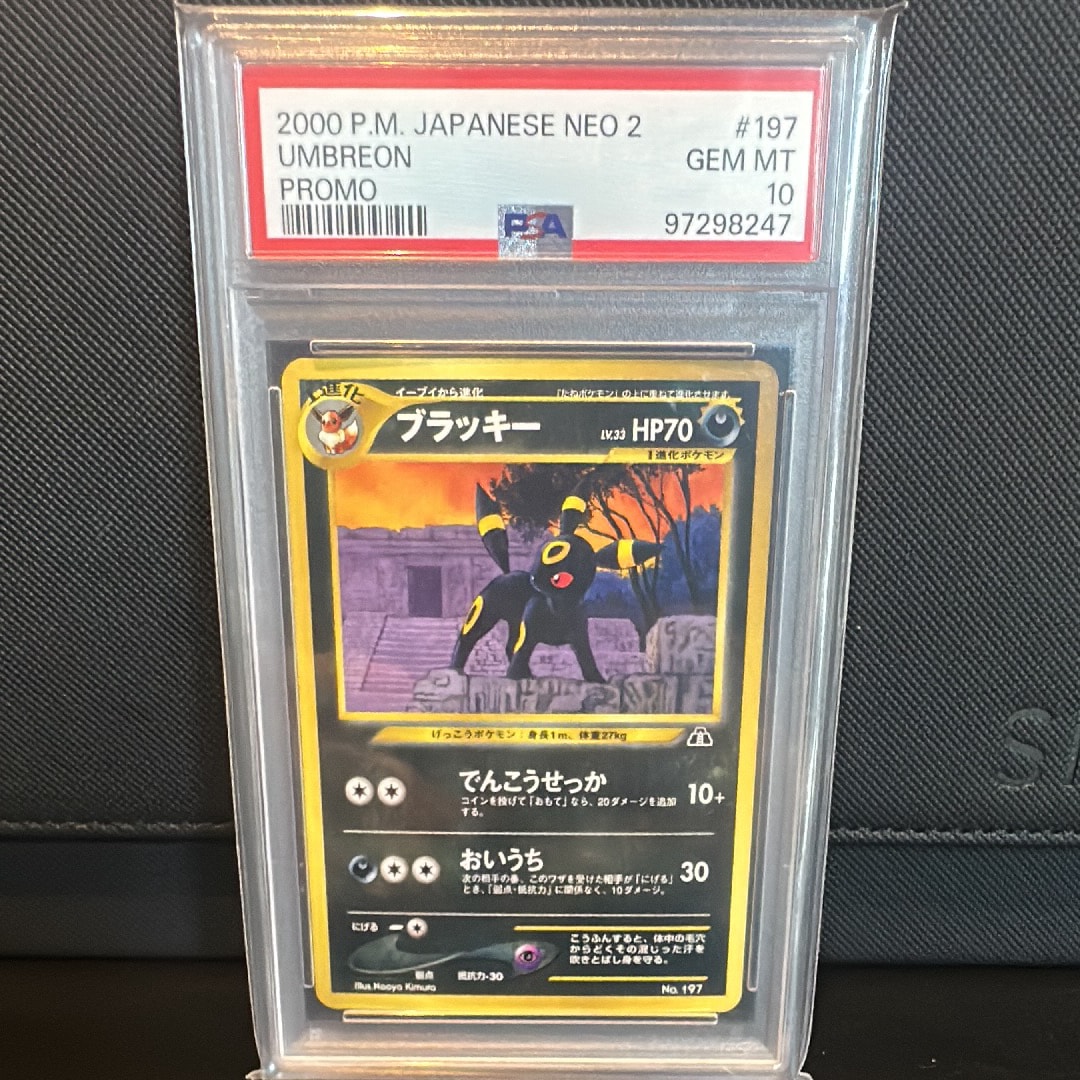 2000 P.M. JAPANESE NEO 2 #197
UMBREON GEM MT
PROMO 10
PSA 97298247
進化 イーブイから進化 「たねポケモン」の上に重ねて進化させます
ブラッキー LV.33 HP70
1進化ポケモン
げっこうポケモン：身長1m、体重27kg
でんこうせっか 10+
コインを投げて「おもて」なら、20ダメージを追加
する。
おいうち 30
次の相手の番、このワザを受けた相手が「にげる」
とき、「弱点・抵抗力」に関係なく、10ダメージ。
にげる
こうふんすると、体中の毛穴
からどくその混じった汗を
吹きとばし身を守る。
弱点 抵抗力-30
Illus. Naoyo Kimura No. 197
S